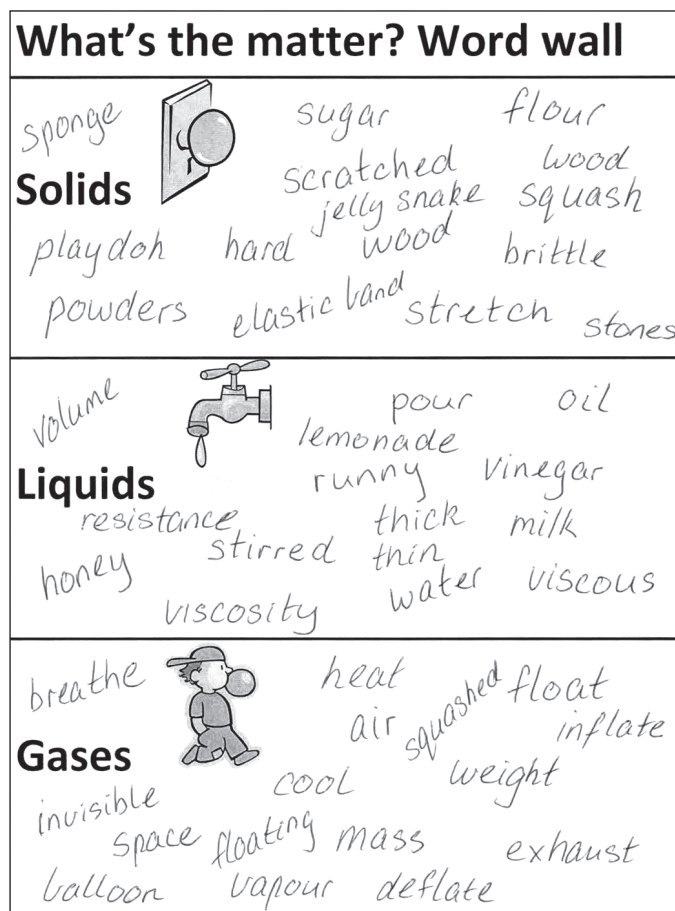 What's the matter? Word wall
sponge sugar flour
scratched wood
Solids jelly snake squash
playdoh hard wood brittle
powders elastic band stretch stones
volume pour oil
lemonade
Liquids runny vinegar
resistance thick milk
honey stirred thin
viscosity water viscous
breathe heat squashed float
air inflate
Gases cool weight
invisible
space floating mass exhaust
balloon vapour deflate